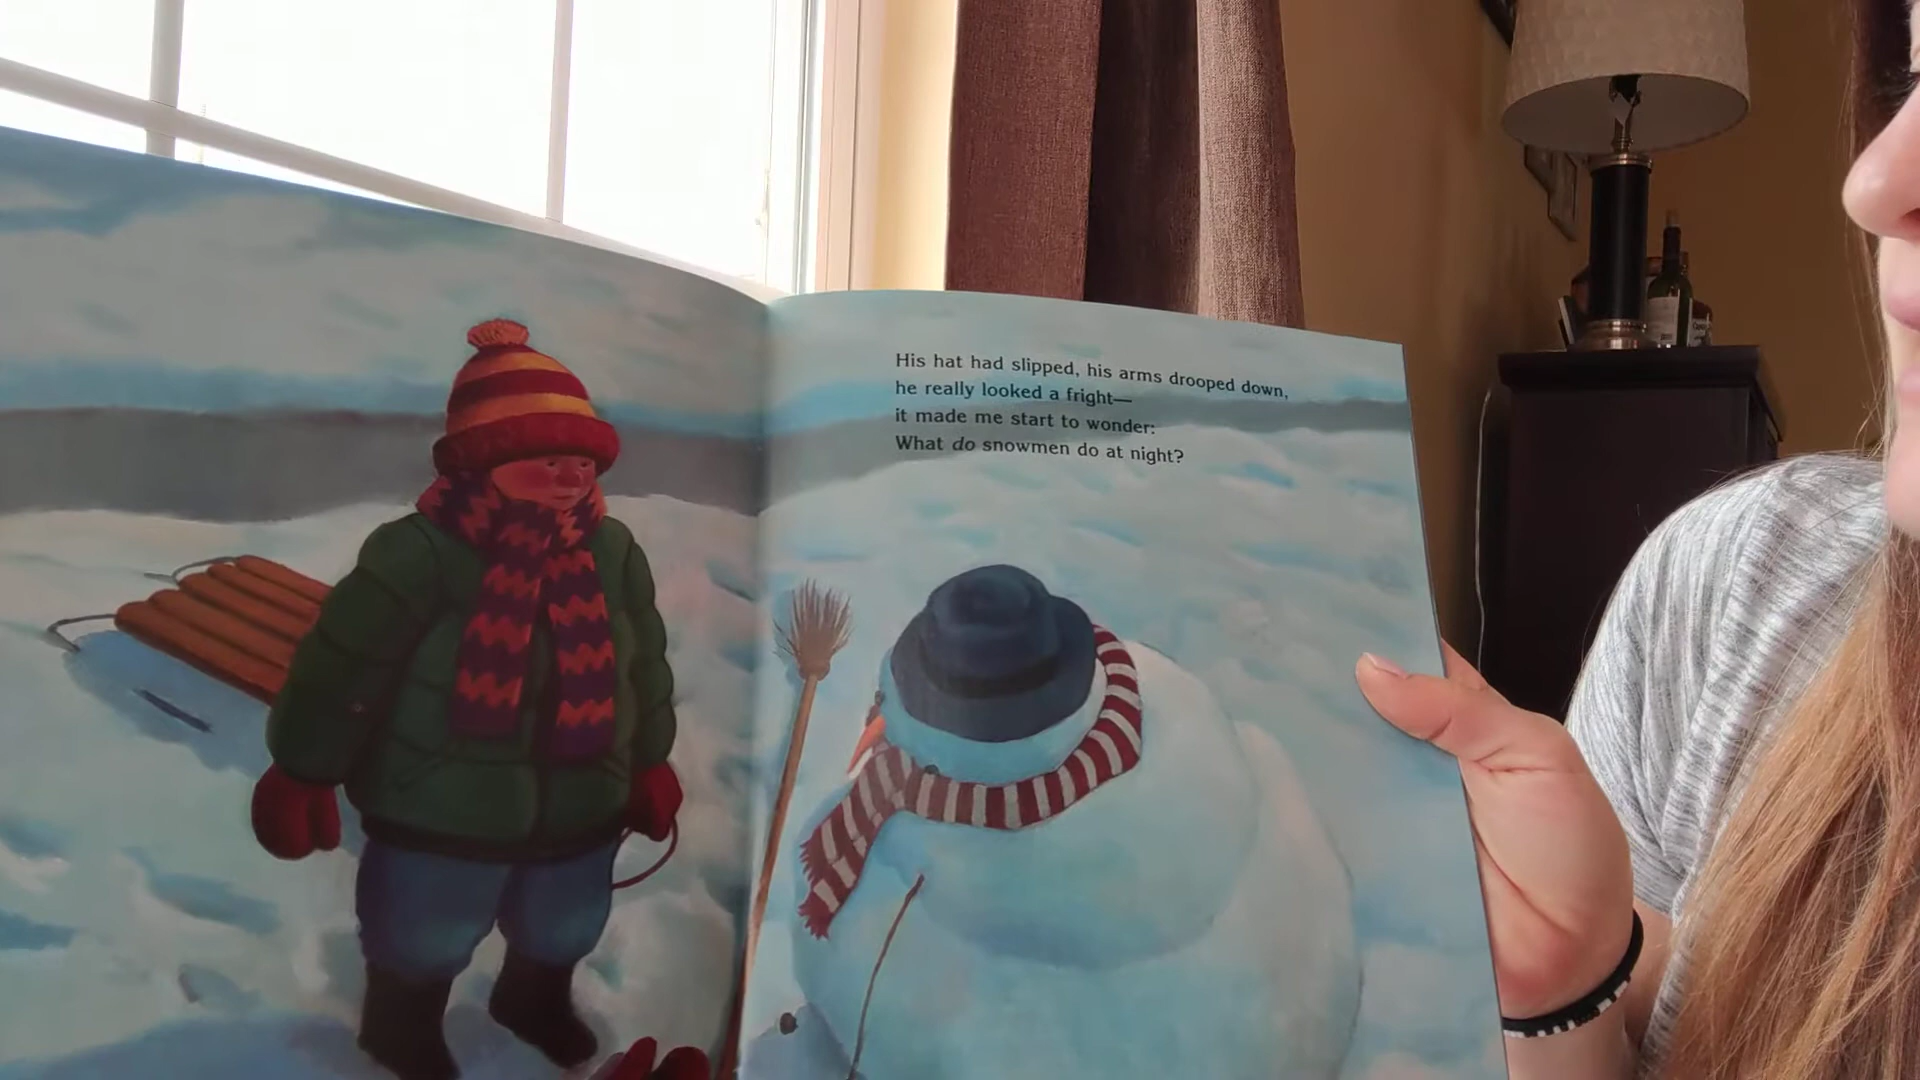 His hat had slipped, his arms drooped down,
he really looked a fright—
it made me start to wonder:
What do snowmen do at night?